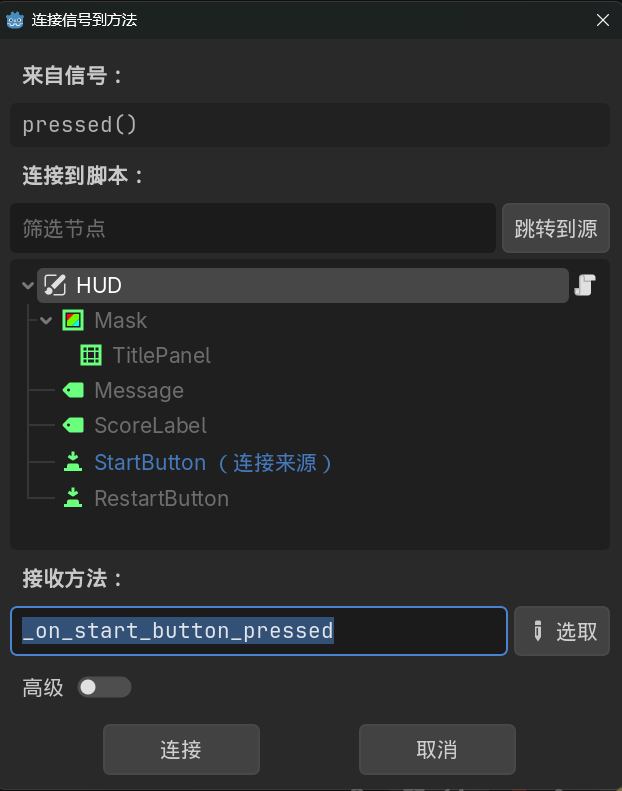 连接信号到方法
来自信号：
pressed()
连接到脚本：
筛选节点
跳转到源
HUD
Mask
TitlePanel
Message
ScoreLabel
StartButton（连接来源）
RestartButton
接收方法：
_on_start_button_pressed
选取
高级
连接
取消